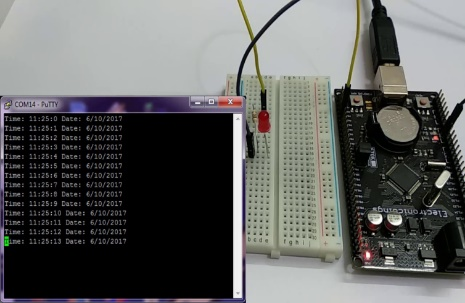 COM14 - PuTTY
Time: 11:25:0 Date: 6/10/2017
Time: 11:25:1 Date: 6/10/2017
Time: 11:25:2 Date: 6/10/2017
Time: 11:25:3 Date: 6/10/2017
Time: 11:25:4 Date: 6/10/2017
Time: 11:25:5 Date: 6/10/2017
Time: 11:25:6 Date: 6/10/2017
Time: 11:25:7 Date: 6/10/2017
Time: 11:25:8 Date: 6/10/2017
Time: 11:25:9 Date: 6/10/2017
Time: 11:25:10 Date: 6/10/2017
Time: 11:25:11 Date: 6/10/2017
Time: 11:25:12 Date: 6/10/2017
Time: 11:25:13 Date: 6/10/2017